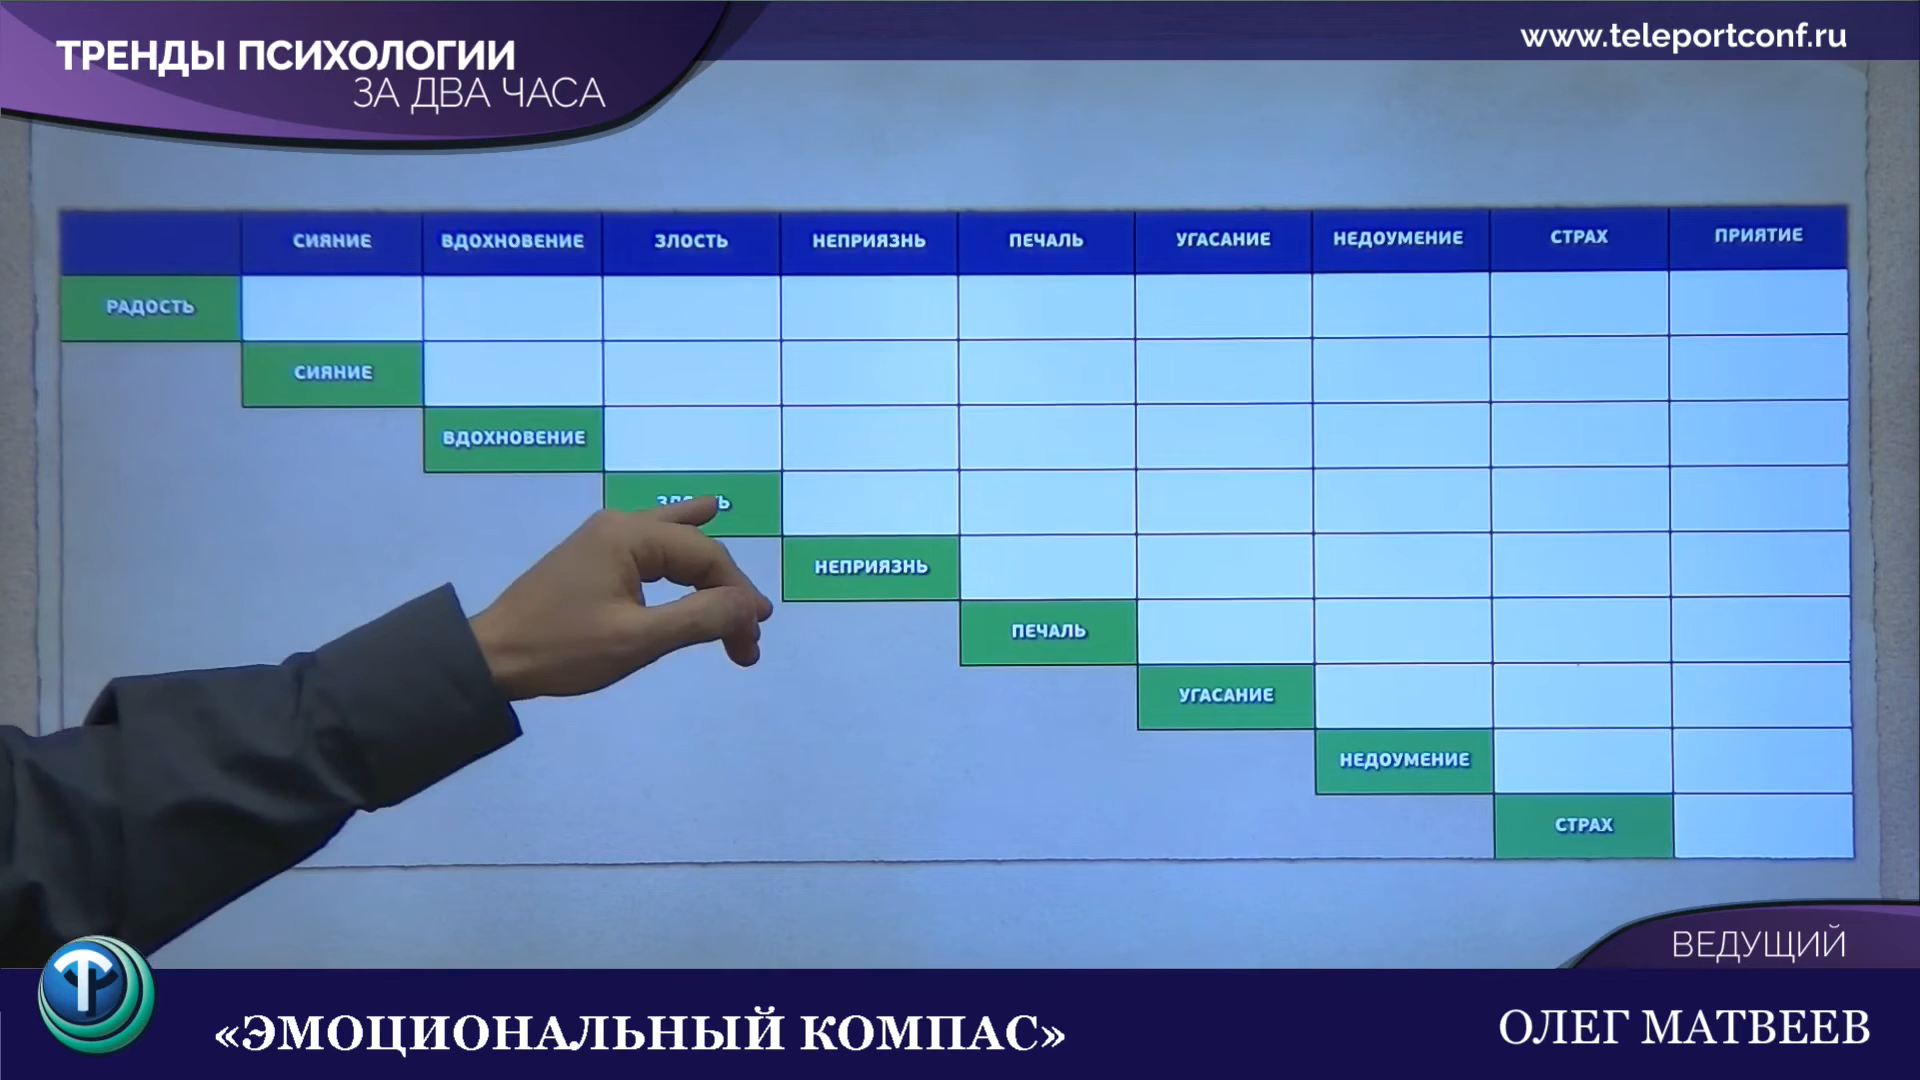 ТРЕНДЫ ПСИХОЛОГИИ
ЗА ДВА ЧАСА
www.teleportconf.ru
СИЯНИЕ ВДОХНОВЕНИЕ ЗЛОСТЬ НЕПРИЯЗНЬ ПЕЧАЛЬ УГАСАНИЕ НЕДОУМЕНИЕ СТРАХ ПРИЯТИЕ
РАДОСТЬ
СИЯНИЕ
ВДОХНОВЕНИЕ
НЕПРИЯЗНЬ
ПЕЧАЛЬ
УГАСАНИЕ
НЕДОУМЕНИЕ
СТРАХ
ВЕДУЩИЙ
«ЭМОЦИОНАЛЬНЫЙ КОМПАС»
ОЛЕГ МАТВЕЕВ